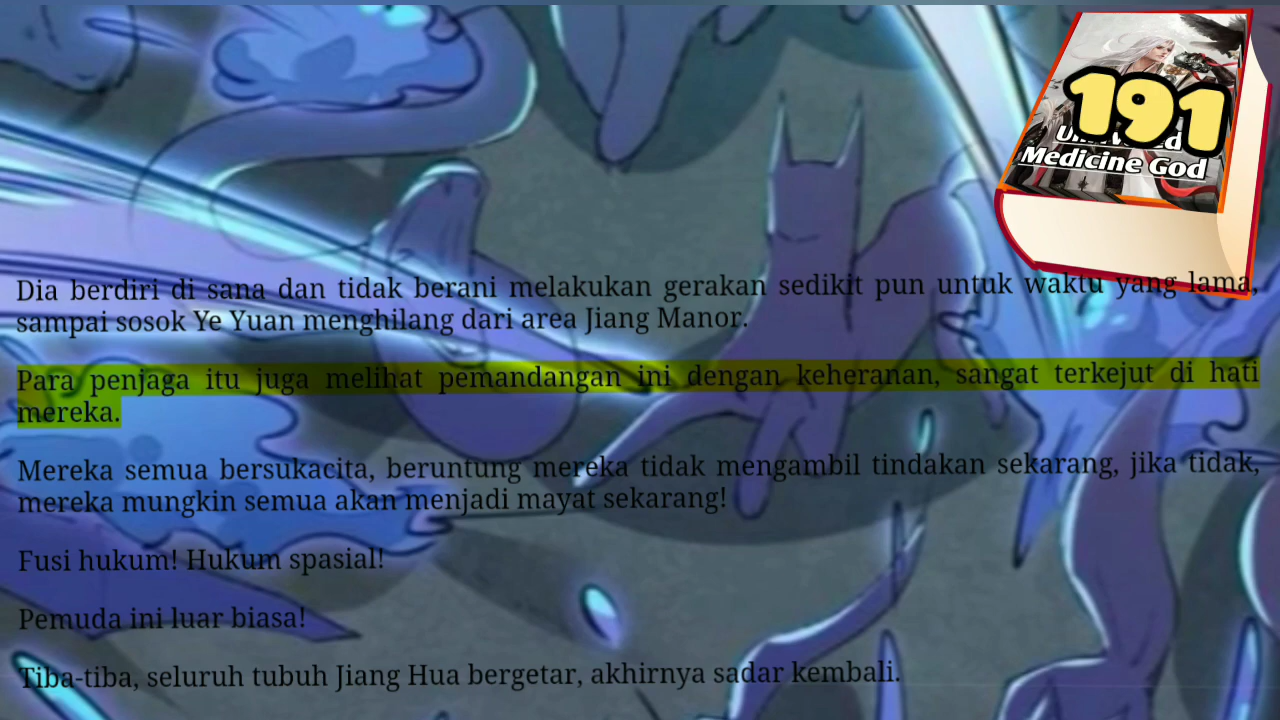 191
Medicine God
Dia berdiri di sana dan tidak berani melakukan gerakan sedikit pun untuk waktu yang lama,
sampai sosok Ye Yuan menghilang dari area Jiang Manor.
Para penjaga itu juga melihat pemandangan ini dengan keheranan, sangat terkejut di hati
mereka.
Mereka semua bersukacita, beruntung mereka tidak mengambil tindakan sekarang, jika tidak,
mereka mungkin semua akan menjadi mayat sekarang!
Fusi hukum! Hukum spasial!
Pemuda ini luar biasa!
Tiba-tiba, seluruh tubuh Jiang Hua bergetar, akhirnya sadar kembali.